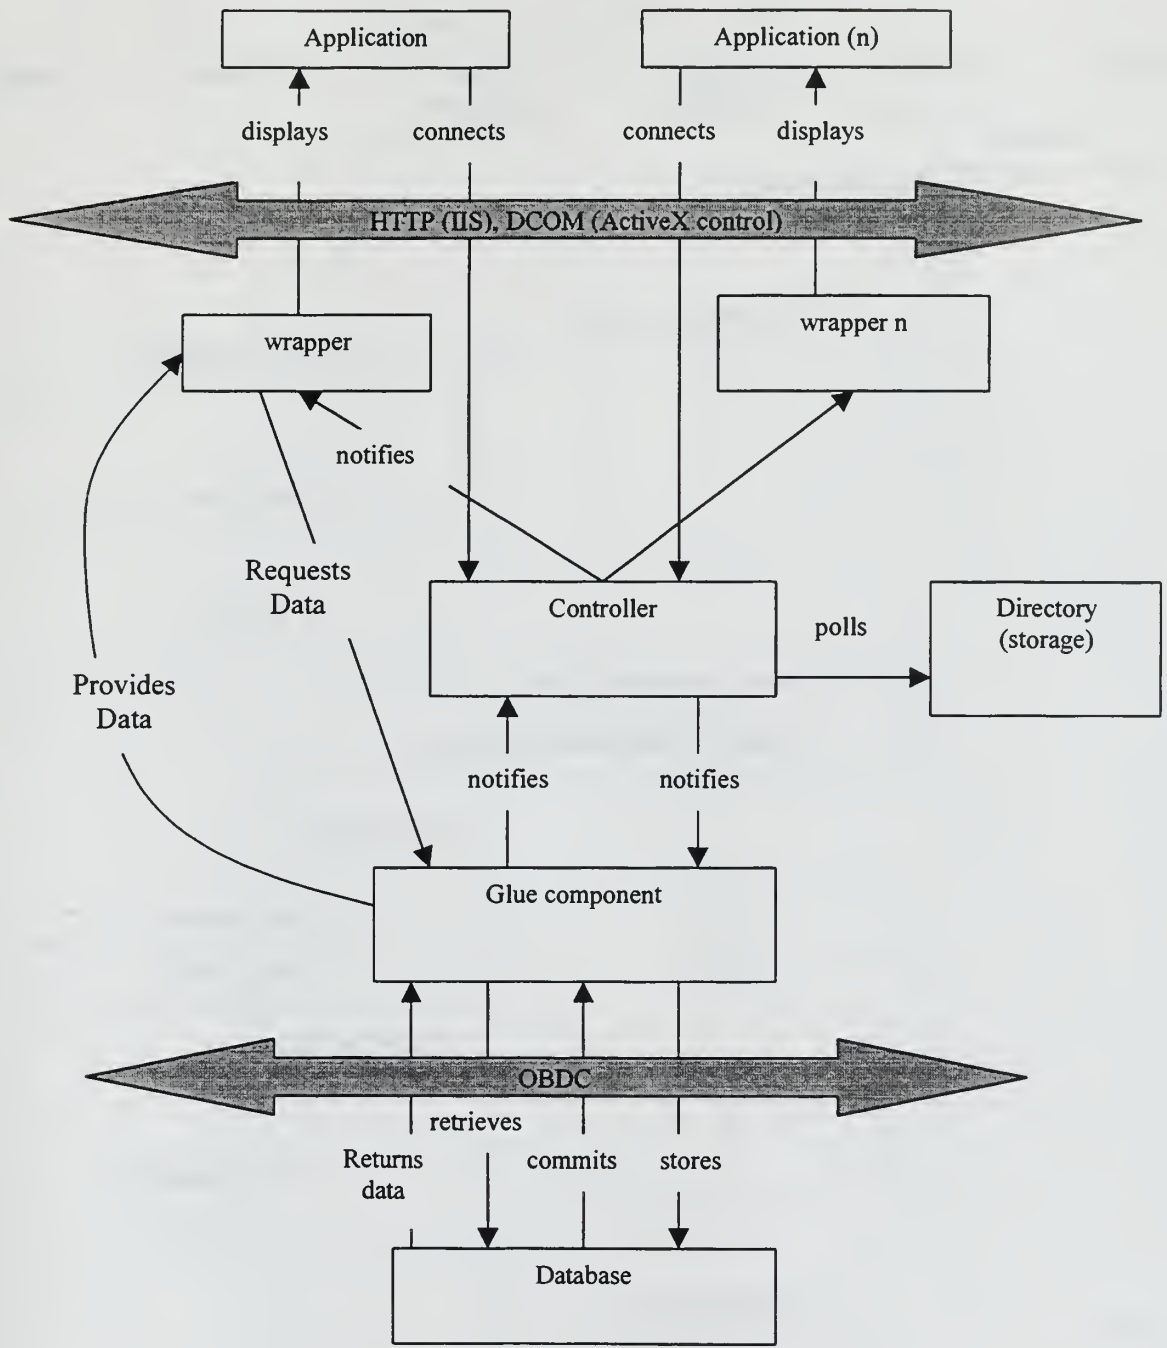 Application
Application (n)
displays
connects
connects
displays
HTTP (IIS), DCOM (ActiveX control)
wrapper
wrapper n
notifies
Requests
Data
Controller
polls
Directory
(storage)
Provides
Data
notifies
notifies
Glue component
OBDC
retrieves
Returns
data
commits
stores
Database